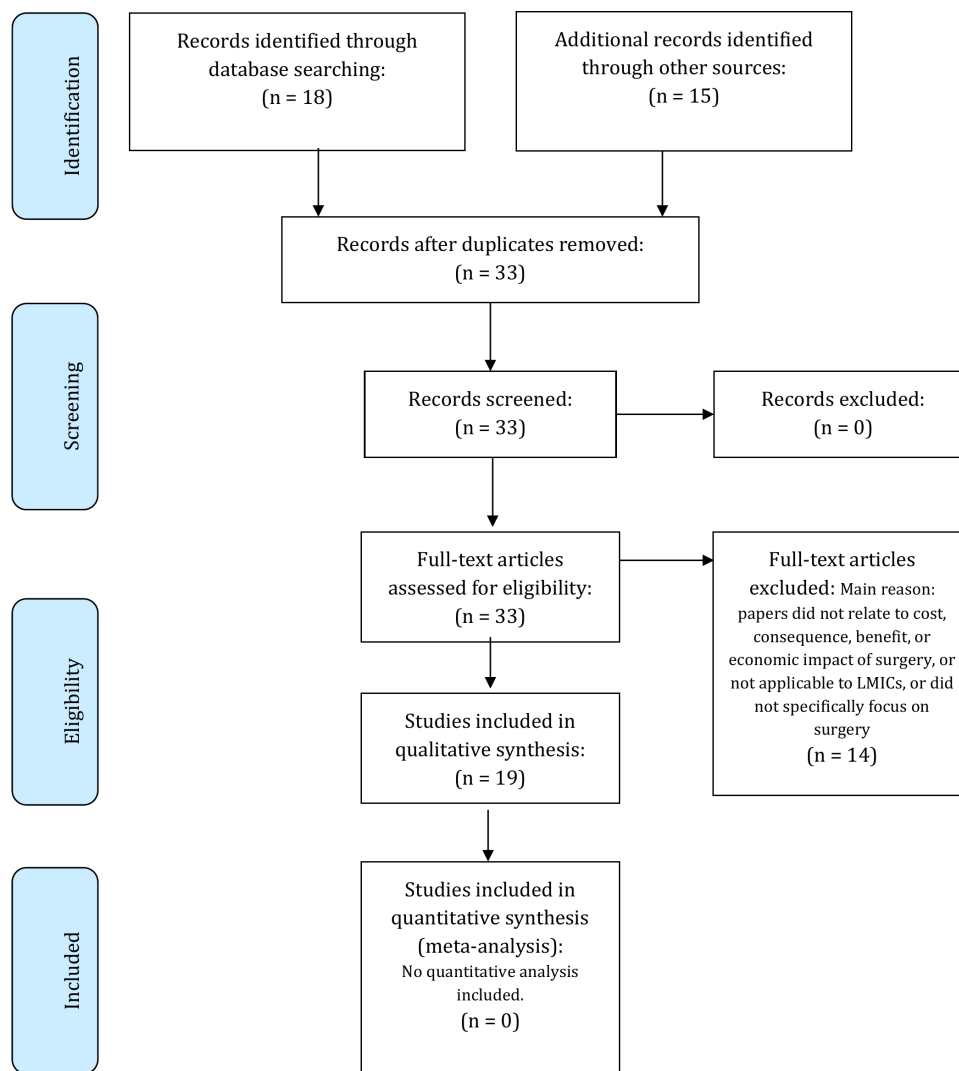 Identification
Records identified through
database searching:
(n = 18)
Additional records identified
through other sources:
(n = 15)
Records after duplicates removed:
(n = 33)
Screening
Records screened:
(n = 33)
Records excluded:
(n = 0)
Eligibility
Full-text articles
assessed for eligibility:
(n = 33)
Full-text articles
excluded: Main reason:
papers did not relate to cost,
consequence, benefit, or
economic impact of surgery, or
not applicable to LMICs, or did
not specifically focus on
surgery
(n = 14)
Studies included in
qualitative synthesis:
(n = 19)
Included
Studies included in
quantitative synthesis
(meta-analysis):
No quantitative analysis
included.
(n = 0)